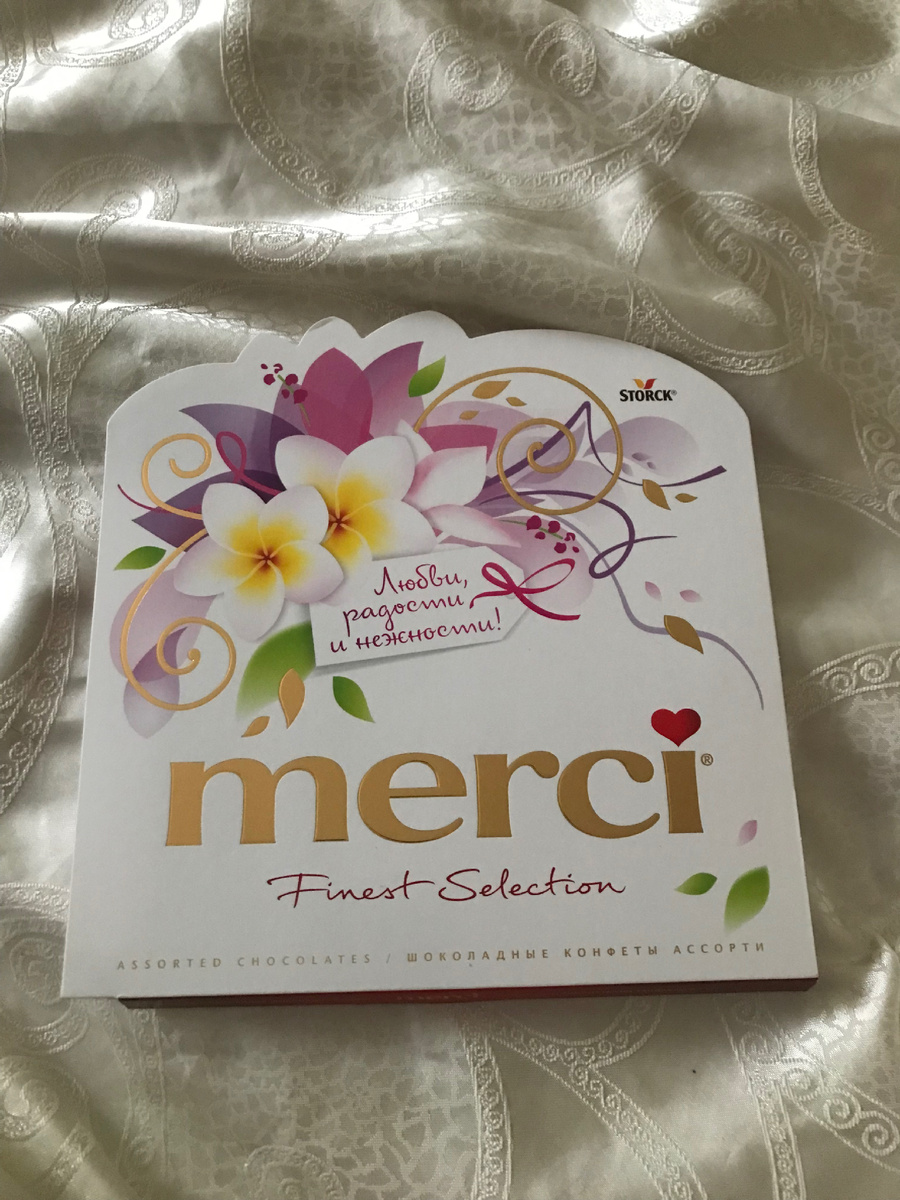 STORCK®
Любви,
радости
и нежности!
merci®
Finest Selection
ASSORTED CHOCOLATES / ШОКОЛАДНЫЕ КОНФЕТЫ АССОРТИ